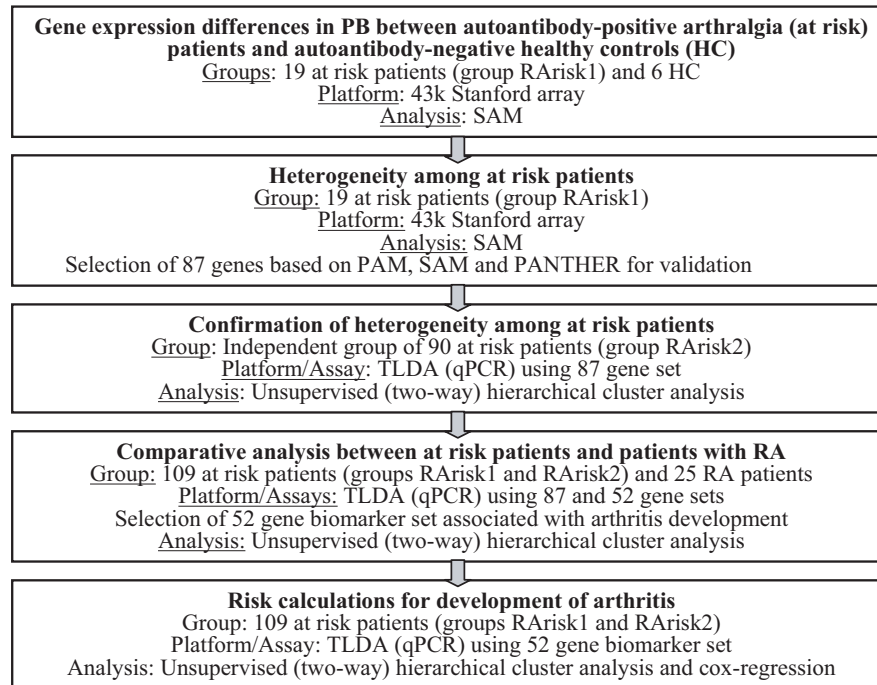 Gene expression differences in PB between autoantibody-positive arthralgia (at risk)
patients and autoantibody-negative healthy controls (HC)
Groups: 19 at risk patients (group RArisk1) and 6 HC
Platform: 43k Stanford array
Analysis: SAM
Heterogeneity among at risk patients
Group: 19 at risk patients (group RArisk1)
Platform: 43k Stanford array
Analysis: SAM
Selection of 87 genes based on PAM, SAM and PANTHER for validation
Confirmation of heterogeneity among at risk patients
Group: Independent group of 90 at risk patients (group RArisk2)
Platform/Assay: TLDA (qPCR) using 87 gene set
Analysis: Unsupervised (two-way) hierarchical cluster analysis
Comparative analysis between at risk patients and patients with RA
Group: 109 at risk patients (groups RArisk1 and RArisk2) and 25 RA patients
Platform/Assays: TLDA (qPCR) using 87 and 52 gene sets
Selection of 52 gene biomarker set associated with arthritis development
Analysis: Unsupervised (two-way) hierarchical cluster analysis
Risk calculations for development of arthritis
Group: 109 at risk patients (groups RArisk1 and RArisk2)
Platform/Assay: TLDA (qPCR) using 52 gene biomarker set
Analysis: Unsupervised (two-way) hierarchical cluster analysis and cox-regression